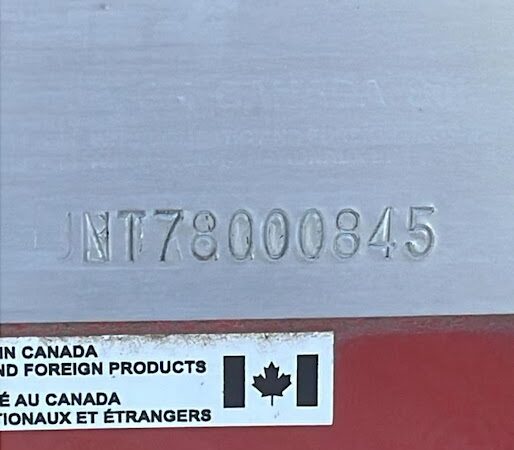 NT78000845
IN CANADA
ND FOREIGN PRODUCTS
É AU CANADA
TIONAUX ET ÉTRANGERS